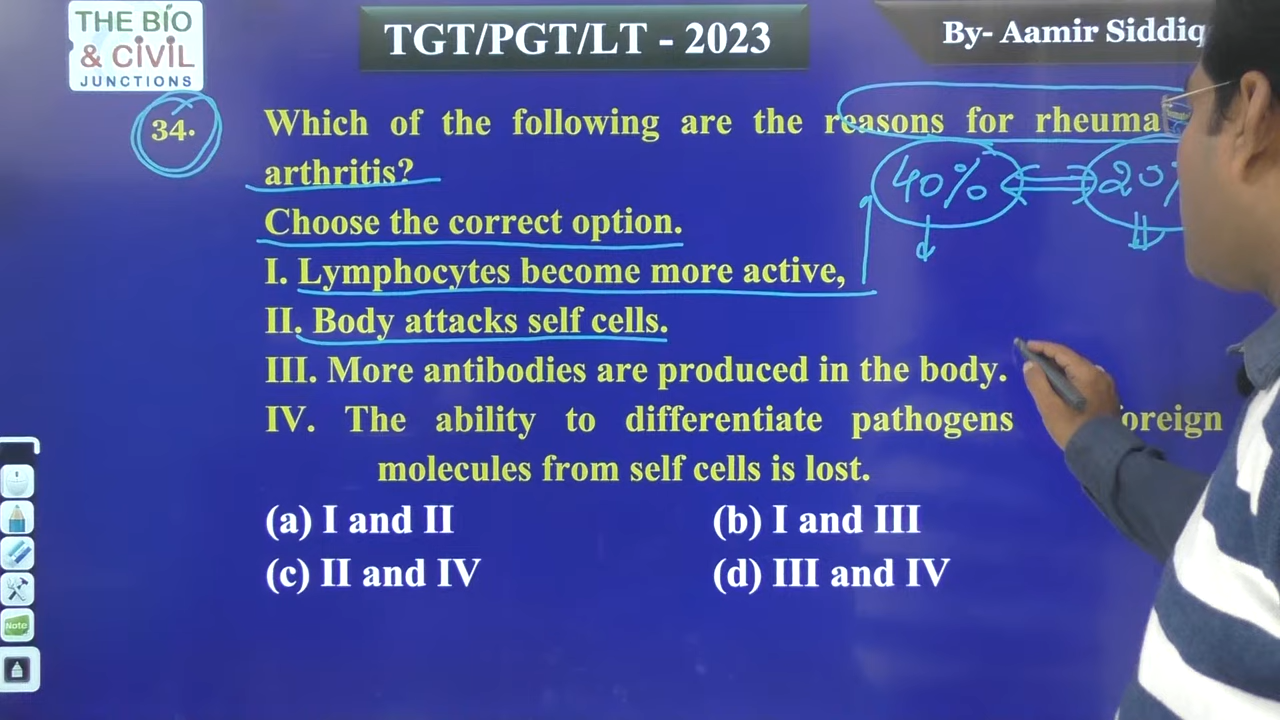 THE BIO
& CIVIL
JUNCTIONS
TGT/PGT/LT - 2023
By- Aamir
34. Which of the following are the reasons for
arthritis?
40% 20%
Choose the correct option.
I. Lymphocytes become more active,
II. Body attacks self cells.
III. More antibodies are produced in the body.
IV. The ability to differentiate pathogens
molecules from self cells is lost.
(a) I and II (b) I and III
(c) II and IV (d) III and IV
Note